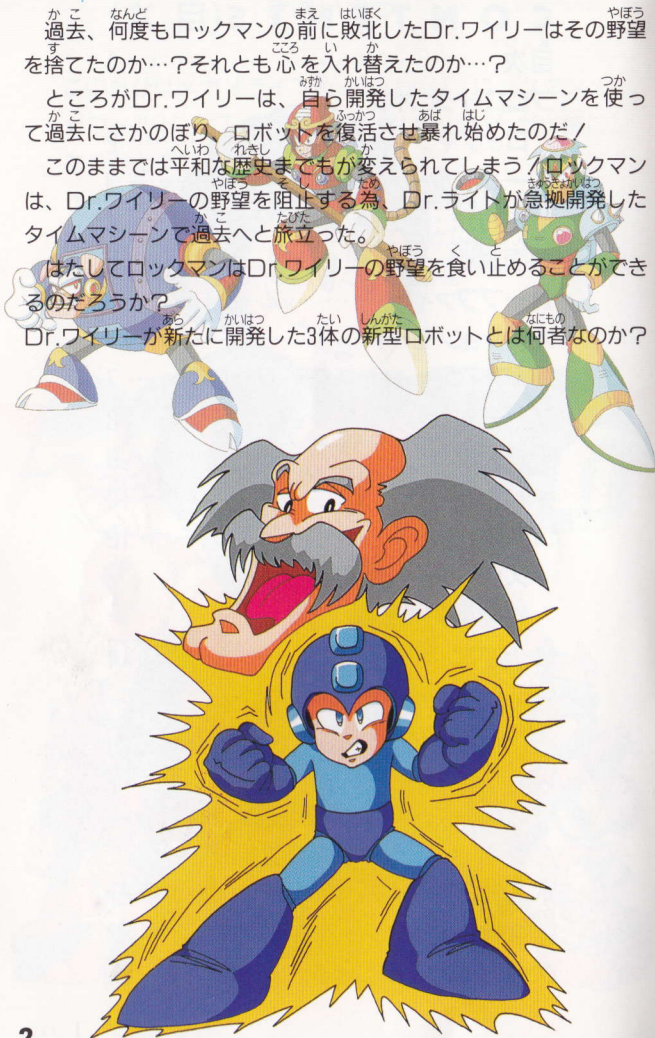 過去、何度もロックマンの前に敗北したDr.ワイリーはその野望
を捨てたのか…？それとも心を入れ替えたのか…？
ところがDr.ワイリーは、自ら開発したタイムマシーンを使っ
て過去にさかのぼり、ロボットを復活させ暴れ始めたのだ！
このままでは平和な歴史までもが変えられてしまう！ロックマン
は、Dr.ワイリーの野望を阻止する為、Dr.ライトが急拠開発した
タイムマシーンで過去へと旅立った。
はたしてロックマンはDr.ワイリーの野望を食い止めることができ
るのだろうか？
Dr.ワイリーが新たに開発した3体の新型ロボットとは何者なのか？
2